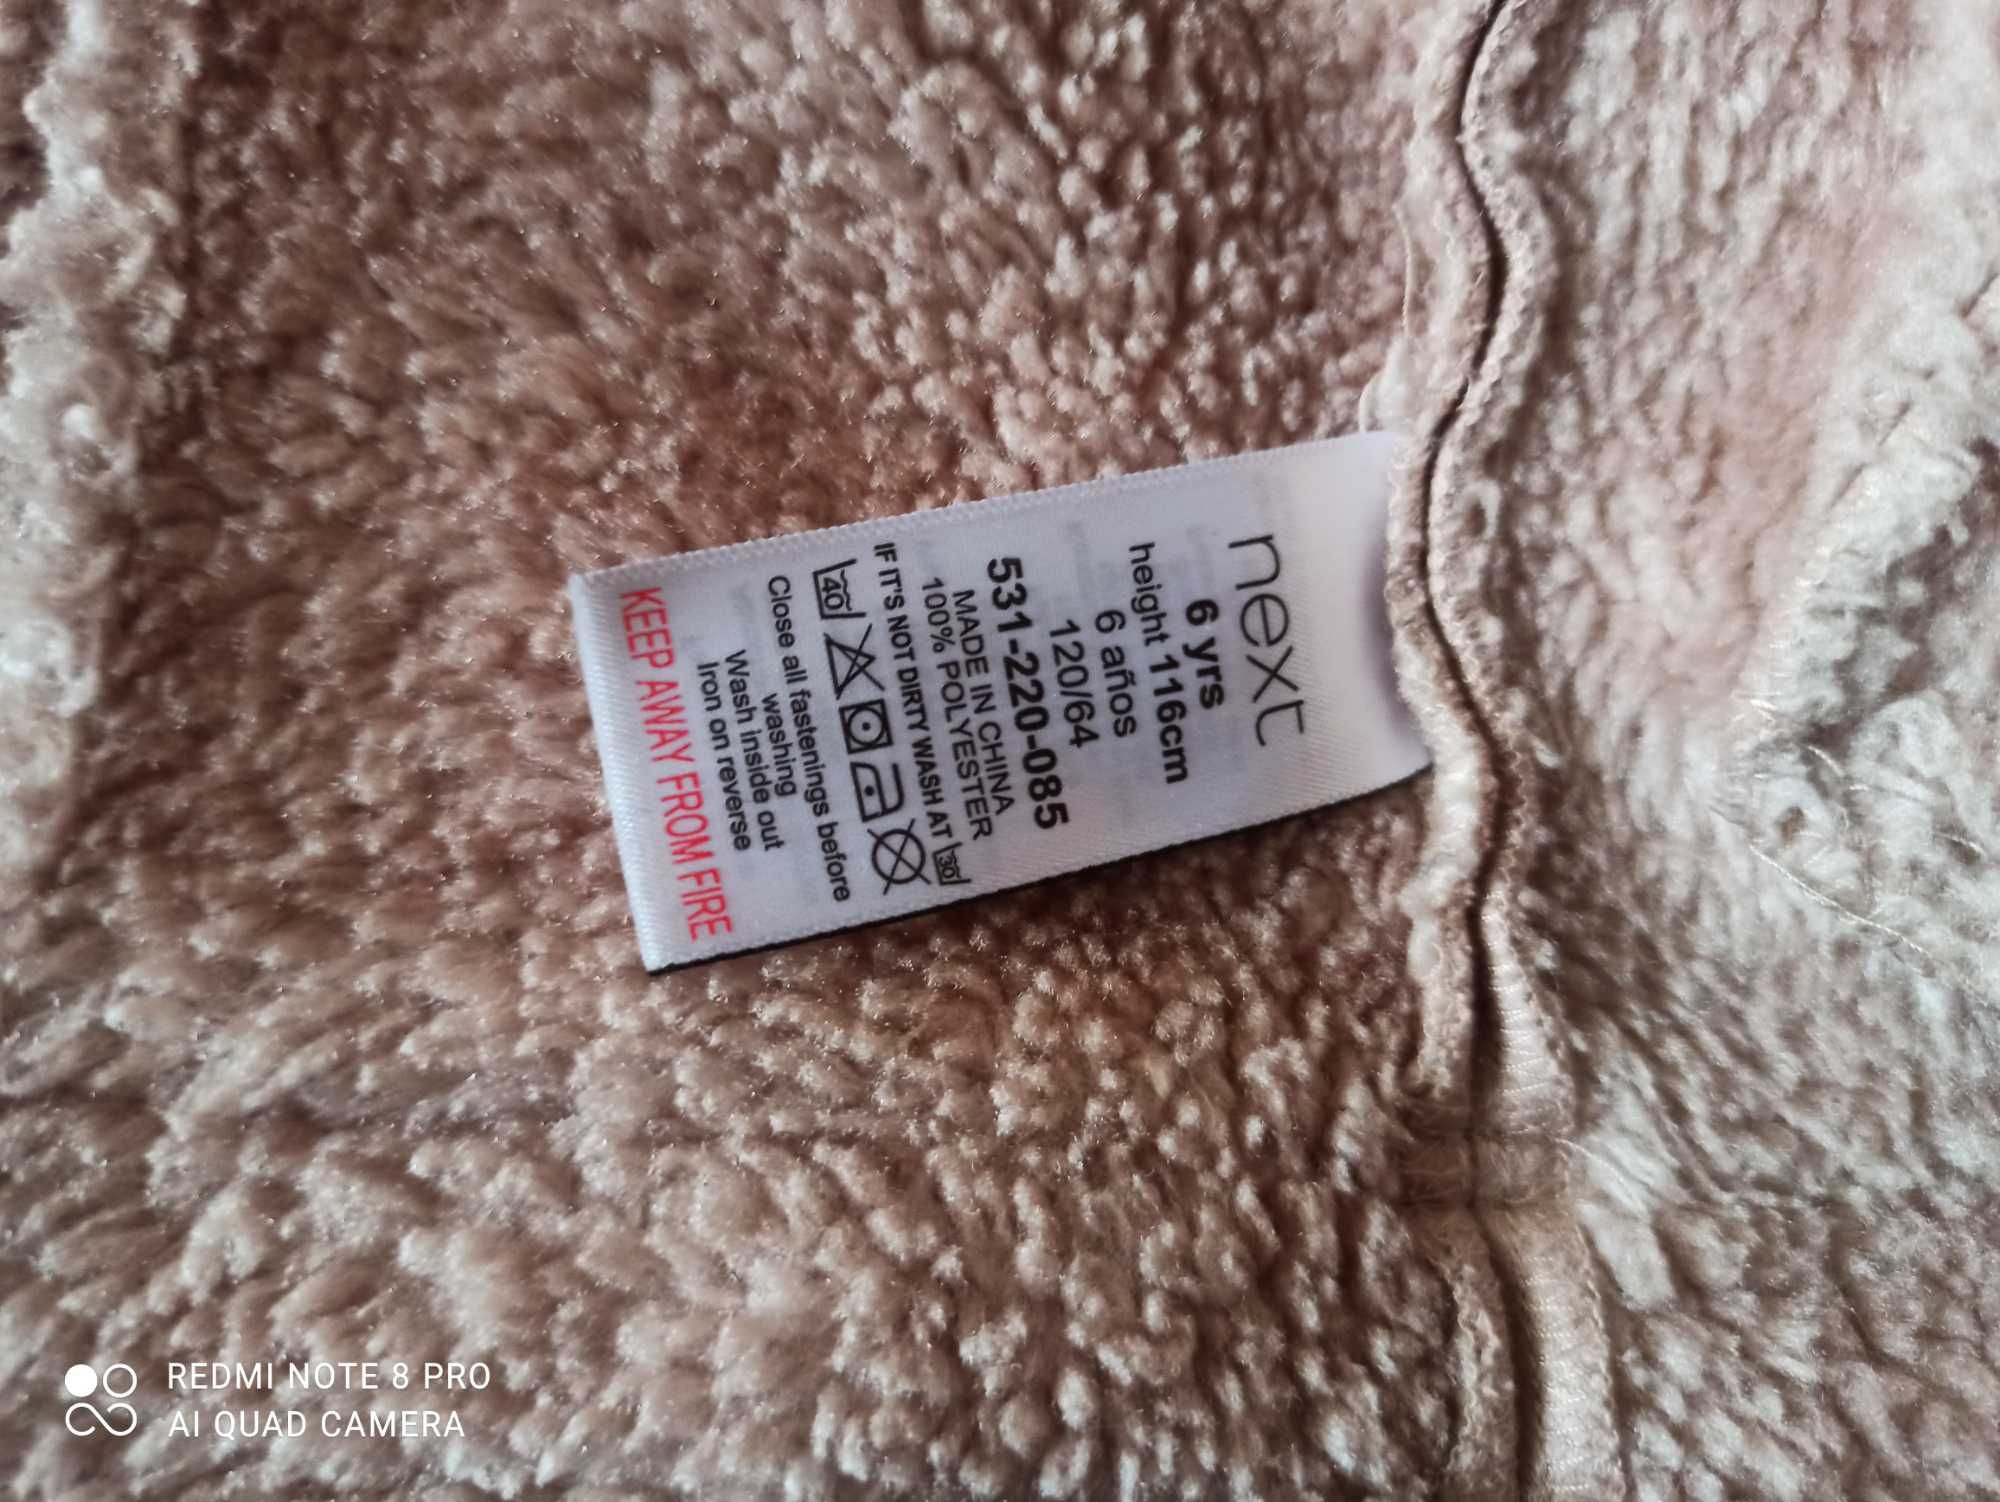 next
6 yrs
height 116cm
6 años
120/64
531-220-085
MADE IN CHINA
100% POLYESTER
IF IT'S NOT DIRTY WASH AT 30
40
Close all fastenings before
washing
Wash inside out
Iron on reverse
KEEP AWAY FROM FIRE
REDMI NOTE 8 PRO
AI QUAD CAMERA